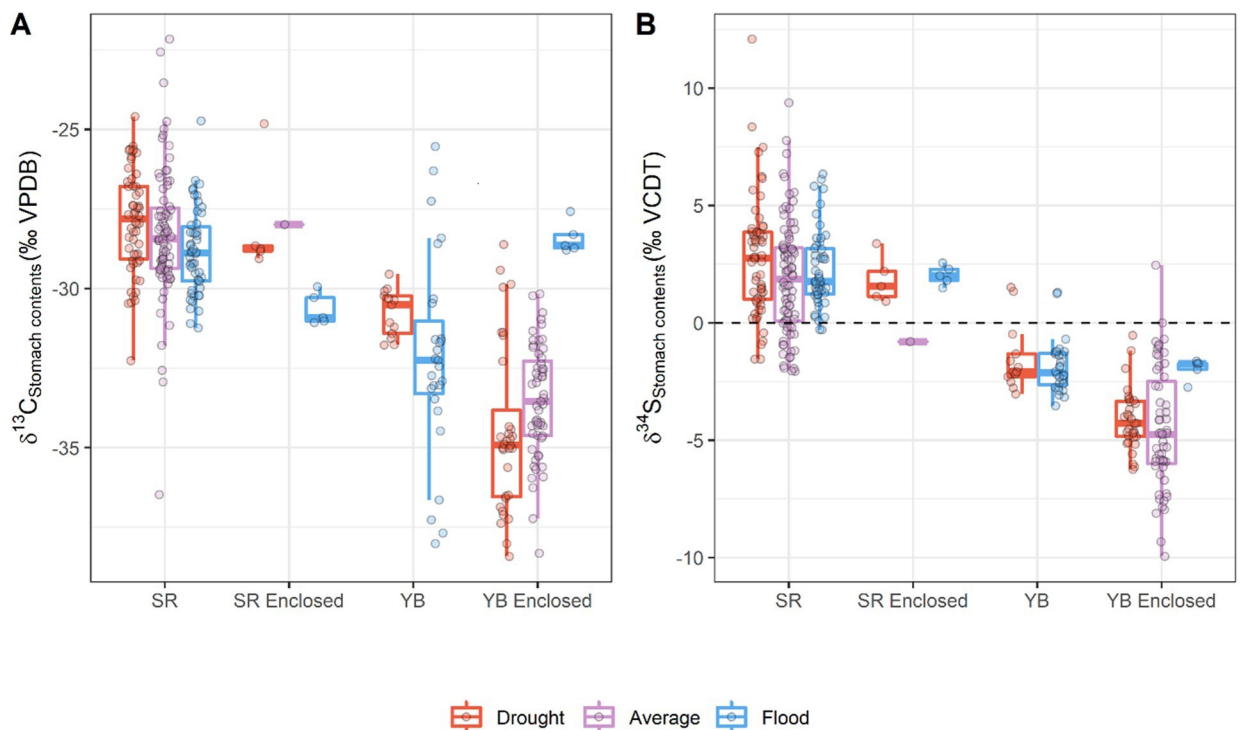 A
δ13CStomach contents(‰ VPDB)
-25
-30
-35
SR
SR Enclosed
YB
YB Enclosed
B
δ34SStomach contents(‰ VCDT)
10
5
0
-5
-10
SR
SR Enclosed
YB
YB Enclosed
Drought
Average
Flood